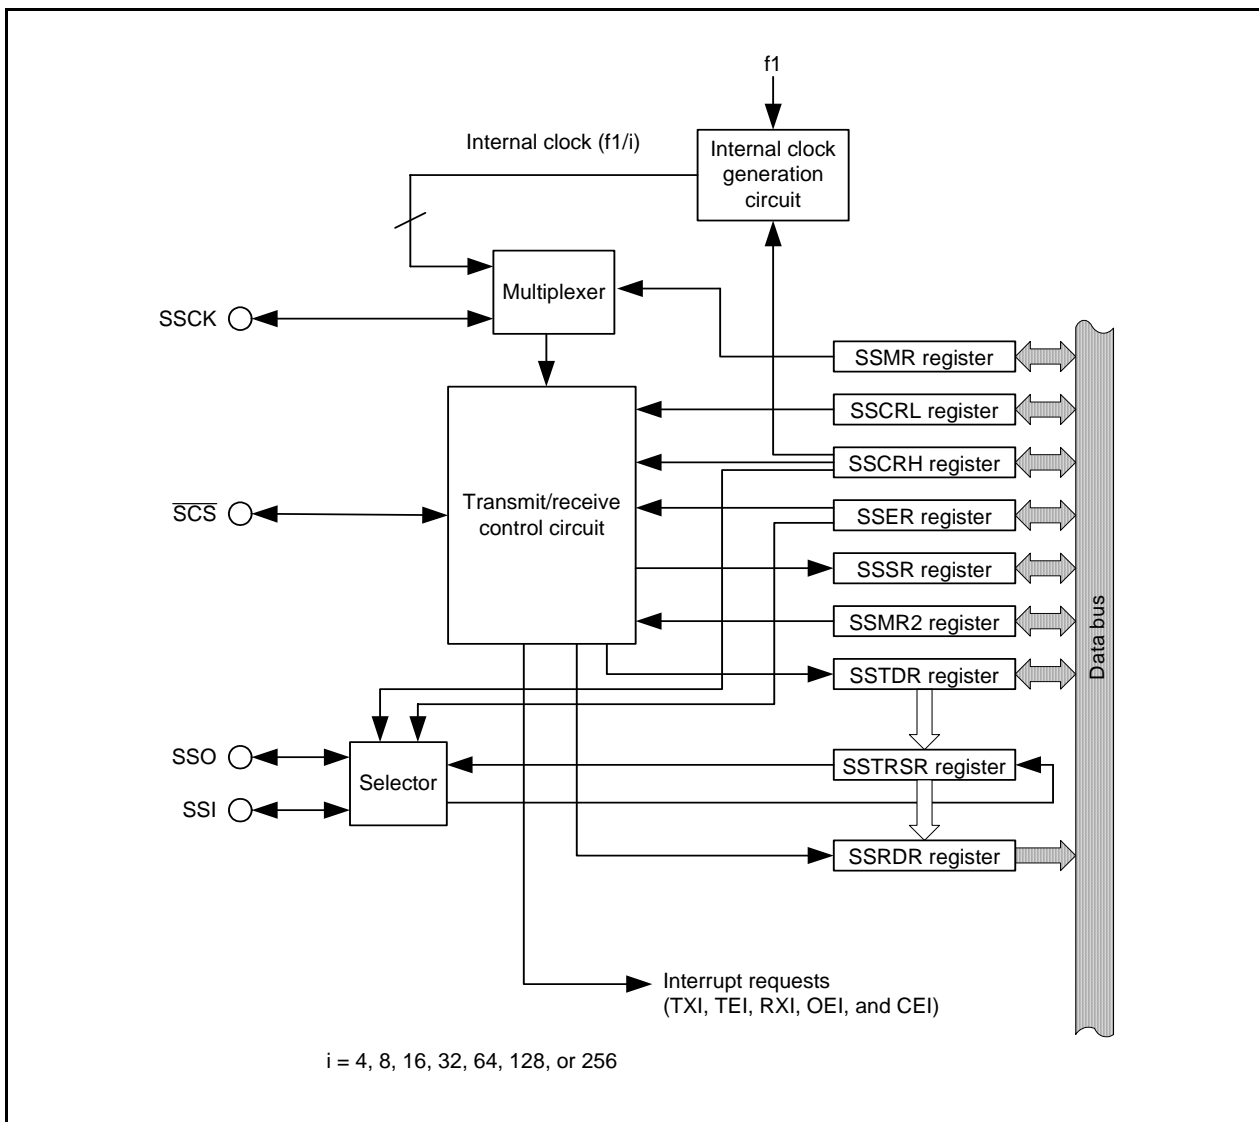 f1
Internal clock (f1/i)
Internal clock
generation
circuit
Multiplexer
SSCK
SSMR register
SSCRL register
SSCRH register
SCS
Transmit/receive
control circuit
SSER register
SSSR register
SSMR2 register
Data bus
SSTDR register
SSO
SSTRSR register
Selector
SSI
SSRDR register
Interrupt requests
(TXI, TEI, RXI, OEI, and CEI)
i = 4, 8, 16, 32, 64, 128, or 256